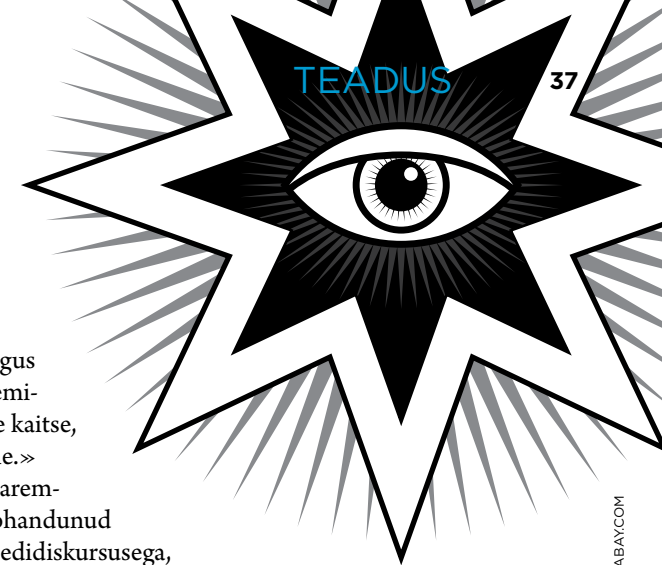 TEADUS
37
gus
emi-
e kaitse,
e.»
arem-
ohandunud
edidiskursusega,
ABAY.COM